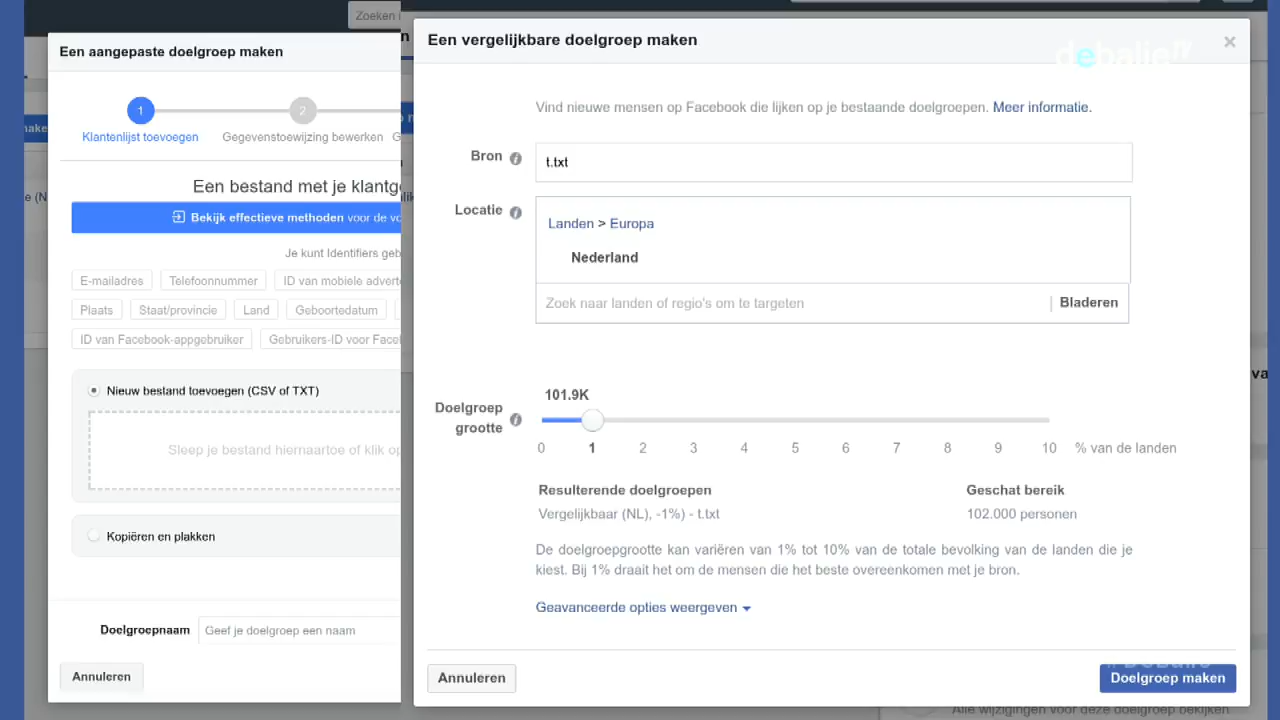 Zoeken
Een aangepaste doelgroep maken
1
2
Klantenlijst toevoegen
Gegevenstoewijzing bewerken
Een bestand met je klantge
Bekijk effectieve methoden voor de vo
Je kunt Identifiers geb
E-mailadres
Telefoonnummer
ID van mobiele adverte
Plaats
Staat/provincie
Land
Geboortedatum
ID van Facebook-appgebruiker
Gebruikers-ID voor Faceb
Nieuw bestand toevoegen (CSV of TXT)
Sleep je bestand hiernaartoe of klik op
Kopiëren en plakken
Doelgroepnaam
Geef je doelgroep een naam
Annuleren
Een vergelijkbare doelgroep maken
debalie
Vind nieuwe mensen op Facebook die lijken op je bestaande doelgroepen. Meer informatie.
Bron
t.txt
Locatie
Landen > Europa
Nederland
Zoek naar landen of regio's om te targeten
Bladeren
101.9K
Doelgroep
grootte
0 1 2 3 4 5 6 7 8 9 10 % van de landen
Resulterende doelgroepen
Geschat bereik
Vergelijkbaar (NL), -1%) - t.txt
102.000 personen
De doelgroepgrootte kan variëren van 1% tot 10% van de totale bevolking van de landen die je
kiest. Bij 1% draait het om de mensen die het beste overeenkomen met je bron.
Geavanceerde opties weergeven
Annuleren
Doelgroep maken
Alle wijzigingen voor deze doelgroep bekijken